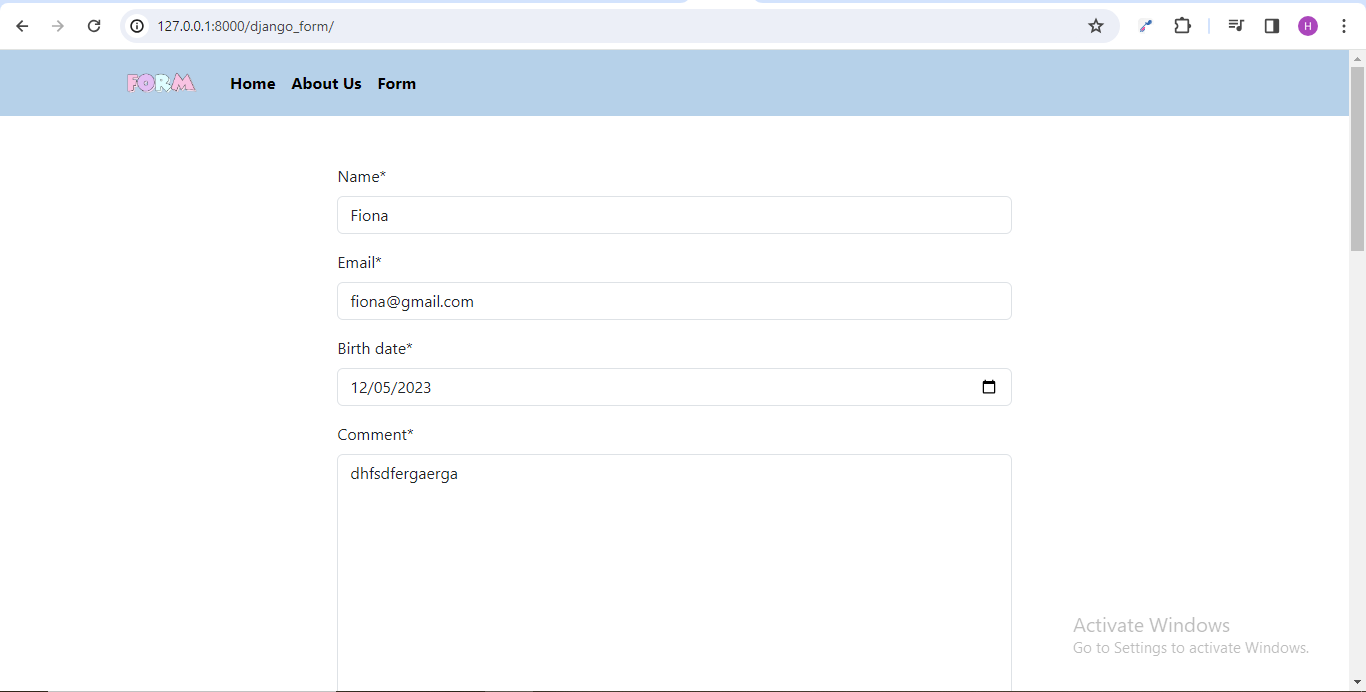 127.0.0.1:8000/django_form/
H
FORM Home About Us Form
Name*
Fiona
Email*
fiona@gmail.com
Birth date*
12/05/2023
Comment*
dhfsdfergaerga
Activate Windows
Go to Settings to activate Windows.